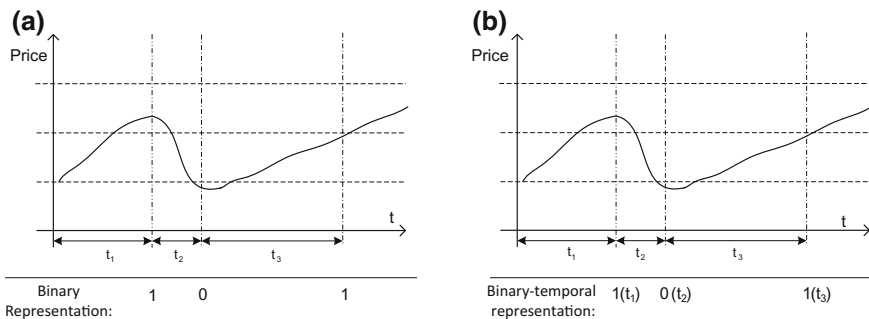 (a)
Price
t
t₁ t₂ t₃
Binary
Representation:
1 0 1
(b)
Price
t
t₁ t₂ t₃
Binary-temporal
representation:
1(t₁) 0(t₂) 1(t₃)